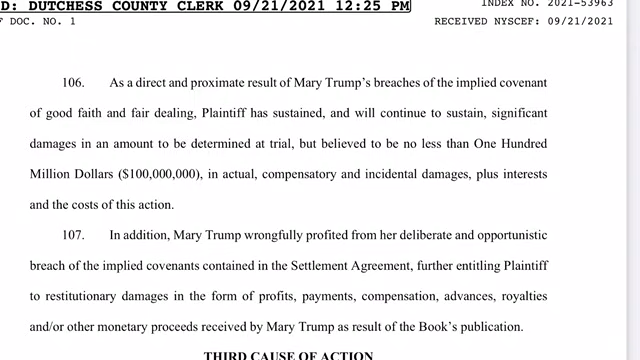 D: DUTCHESS COUNTY CLERK 09/21/2021 12:25 PM
INDEX NO. 2021-53963
F DOC. NO. 1
RECEIVED NYSCEF: 09/21/2021
106. As a direct and proximate result of Mary Trump's breaches of the implied covenant
of good faith and fair dealing, Plaintiff has sustained, and will continue to sustain, significant
damages in an amount to be determined at trial, but believed to be no less than One Hundred
Million Dollars ($100,000,000), in actual, compensatory and incidental damages, plus interests
and the costs of this action.
107. In addition, Mary Trump wrongfully profited from her deliberate and opportunistic
breach of the implied covenants contained in the Settlement Agreement, further entitling Plaintiff
to restitutionary damages in the form of profits, payments, compensation, advances, royalties
and/or other monetary proceeds received by Mary Trump as result of the Book's publication.
THIRD CAUSE OF ACTION